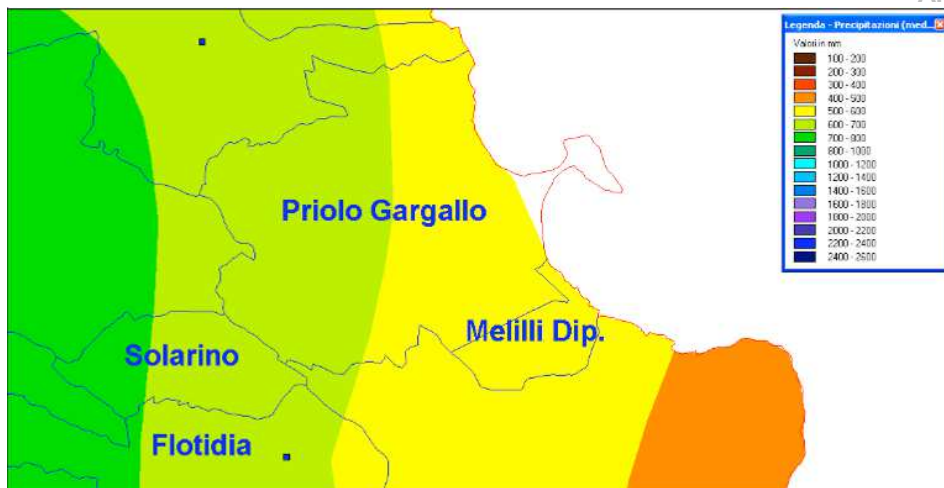 Legenda - Precipitazioni (med...
Valori in mm
100 - 200
200 - 300
300 - 400
400 - 500
500 - 600
600 - 700
700 - 800
800 - 1000
1000 - 1200
1200 - 1400
1400 - 1600
1600 - 1800
1800 - 2000
2000 - 2200
2200 - 2400
2400 - 2600
Priolo Gargallo
Melilli Dip.
Solarino
Flotidia